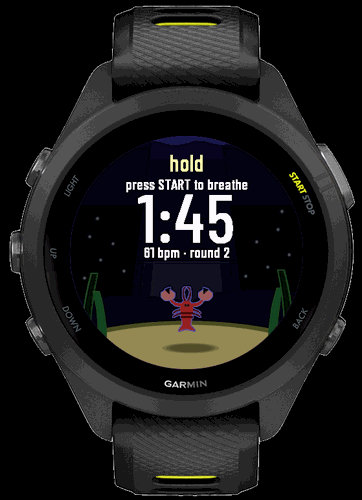 hold
press START to breathe
1:45
61 bpm · round 2
LIGHT
START STOP
UP
DOWN
BACK
GARMIN